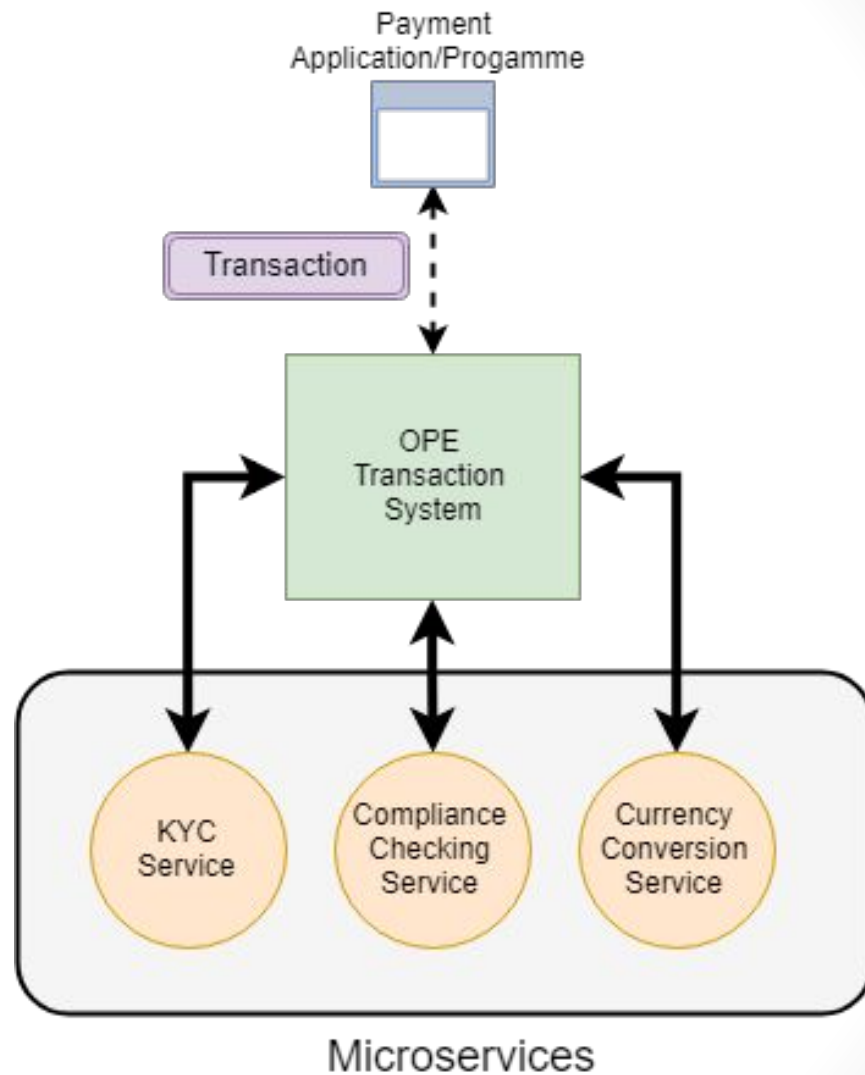 Payment
Application/Progamme
Transaction
OPE
Transaction
System
KYC
Service
Compliance
Checking
Service
Currency
Conversion
Service
Microservices